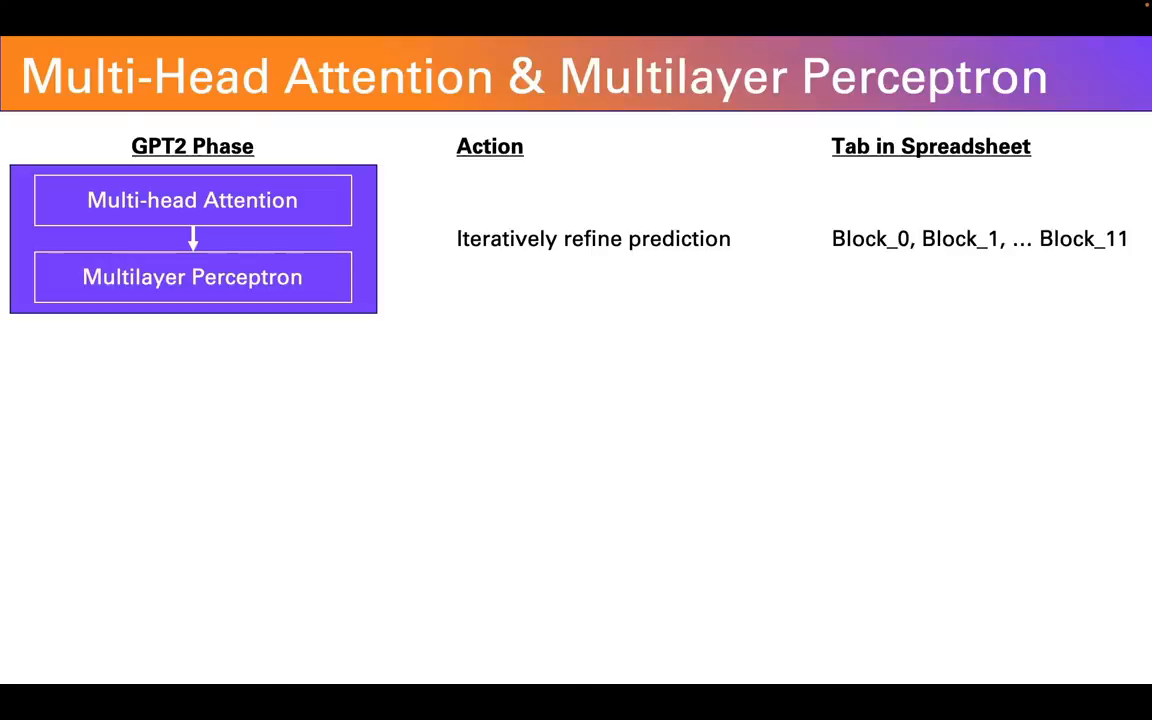 Multi-Head Attention & Multilayer Perceptron
GPT2 Phase
Action
Tab in Spreadsheet
Multi-head Attention
Multilayer Perceptron
Iteratively refine prediction
Block_0, Block_1, ... Block_11